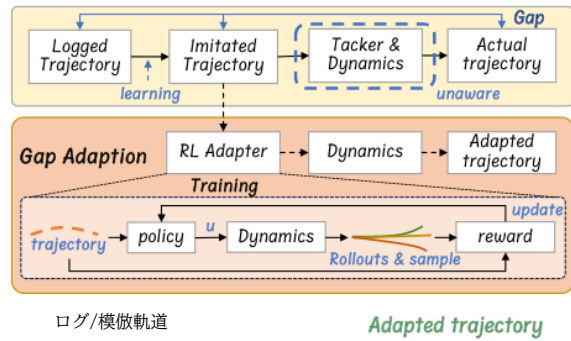 Gap
Logged
Trajectory
Imitated
Trajectory
Tacker &
Dynamics
Actual
trajectory
learning
unaware
Gap Adaption
RL Adapter
Dynamics
Adapted
trajectory
Training
update
trajectory
policy
u
Dynamics
Rollouts & sample
reward
ログ/模倣軌道
Adapted trajectory